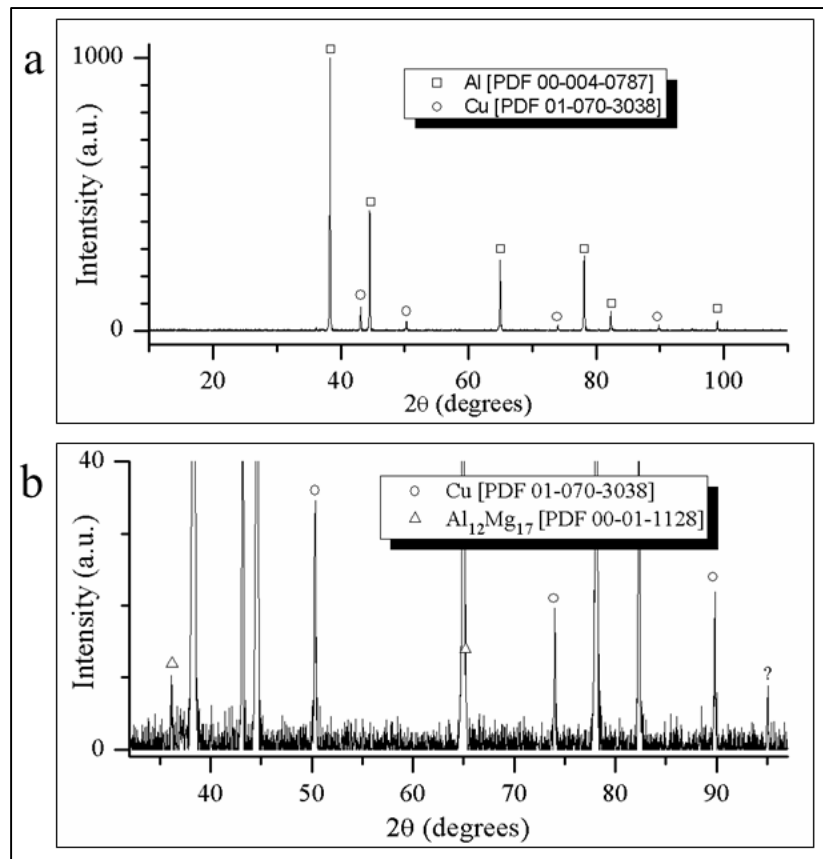 a
1000
□ Al [PDF 00-004-0787]
○ Cu [PDF 01-070-3038]
Intentsity (a.u.)
0
20 40 60 80 100
2θ (degrees)
b
40
○ Cu [PDF 01-070-3038]
△ Al₁₂Mg₁₇ [PDF 00-01-1128]
Intensity (a.u.)
?
0
40 50 60 70 80 90
2θ (degrees)